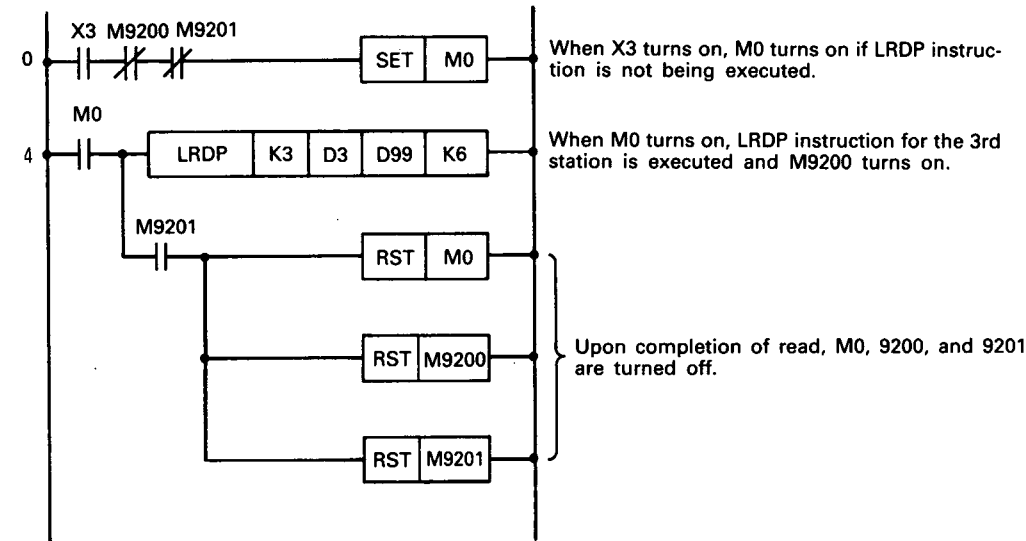 X3 M9200 M9201
0 SET M0
When X3 turns on, M0 turns on if LRDP instruc-
tion is not being executed.
M0
4 LRDP K3 D3 D99 K6
When M0 turns on, LRDP instruction for the 3rd
station is executed and M9200 turns on.
M9201
RST M0
RST M9200
Upon completion of read, M0, 9200, and 9201
are turned off.
RST M9201